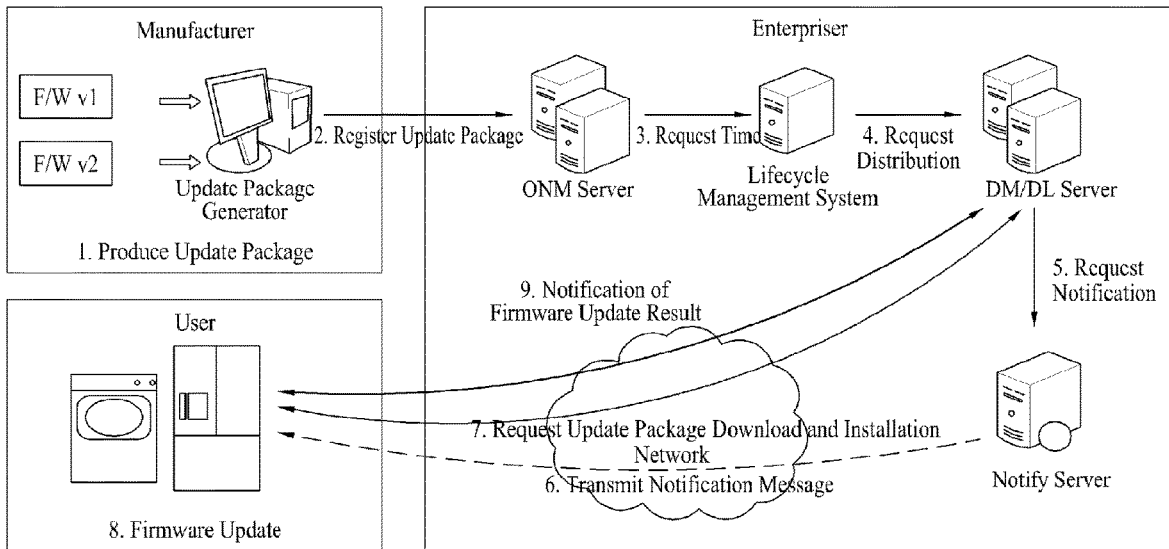 Manufacturer
F/W v1
F/W v2
Update Package
Generator
1. Produce Update Package
Enterpriser
2. Register Update Package
ONM Server
3. Request Time
Lifecycle
Management System
4. Request
Distribution
DM/DL Server
5. Request
Notification
9. Notification of
Firmware Update Result
User
7. Request Update Package Download and Installation
Network
6. Transmit Notification Message
Notify Server
8. Firmware Update